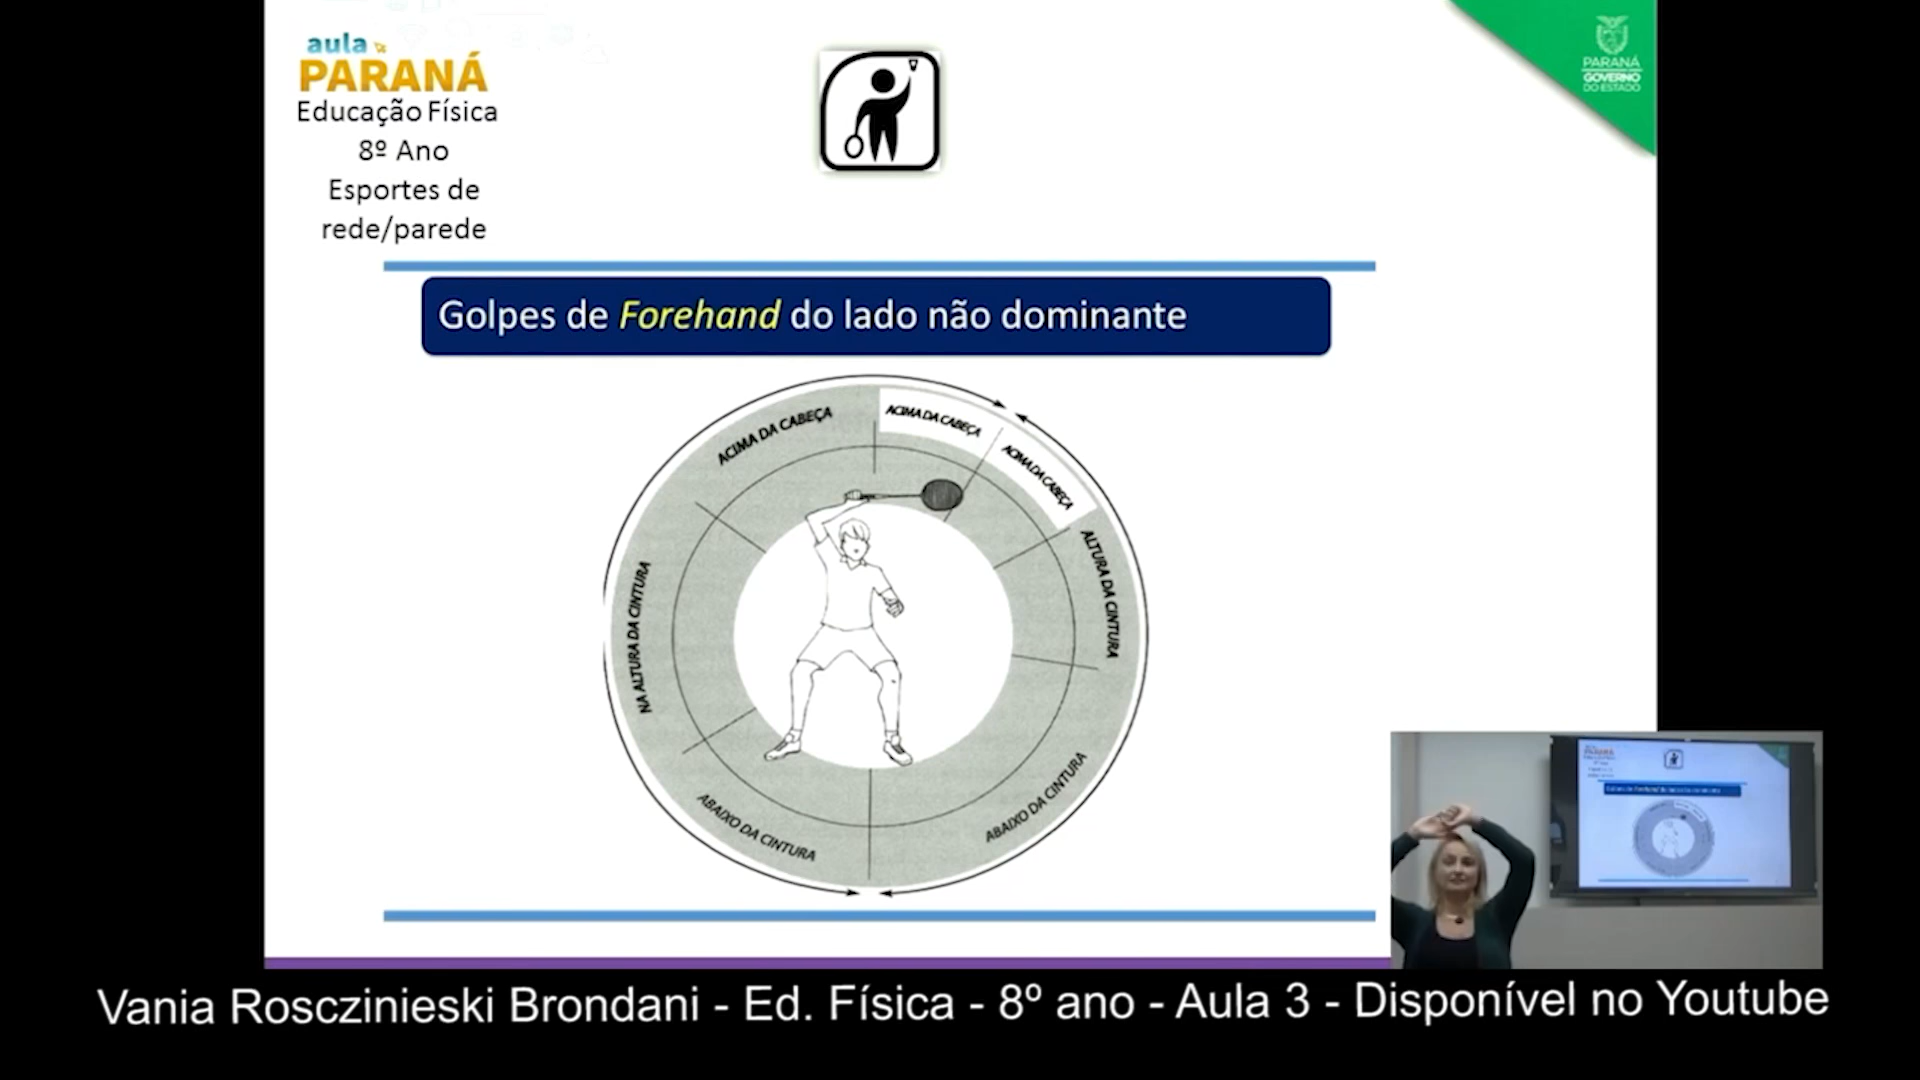 aula
PARANÁ
Educação Física
8º Ano
Esportes de
rede/parede
PARANÁ
GOVERNO
DO ESTADO
Golpes de Forehand do lado não dominante
ACIMA DA CABEÇA
ACIMA DA CABEÇA
ACIMA DA CABEÇA
NA ALTURA DA CINTURA
ALTURA DA CINTURA
ABAIXO DA CINTURA
ABAIXO DA CINTURA
Vania Rosczinieski Brondani - Ed. Física - 8º ano - Aula 3 - Disponível no Youtube